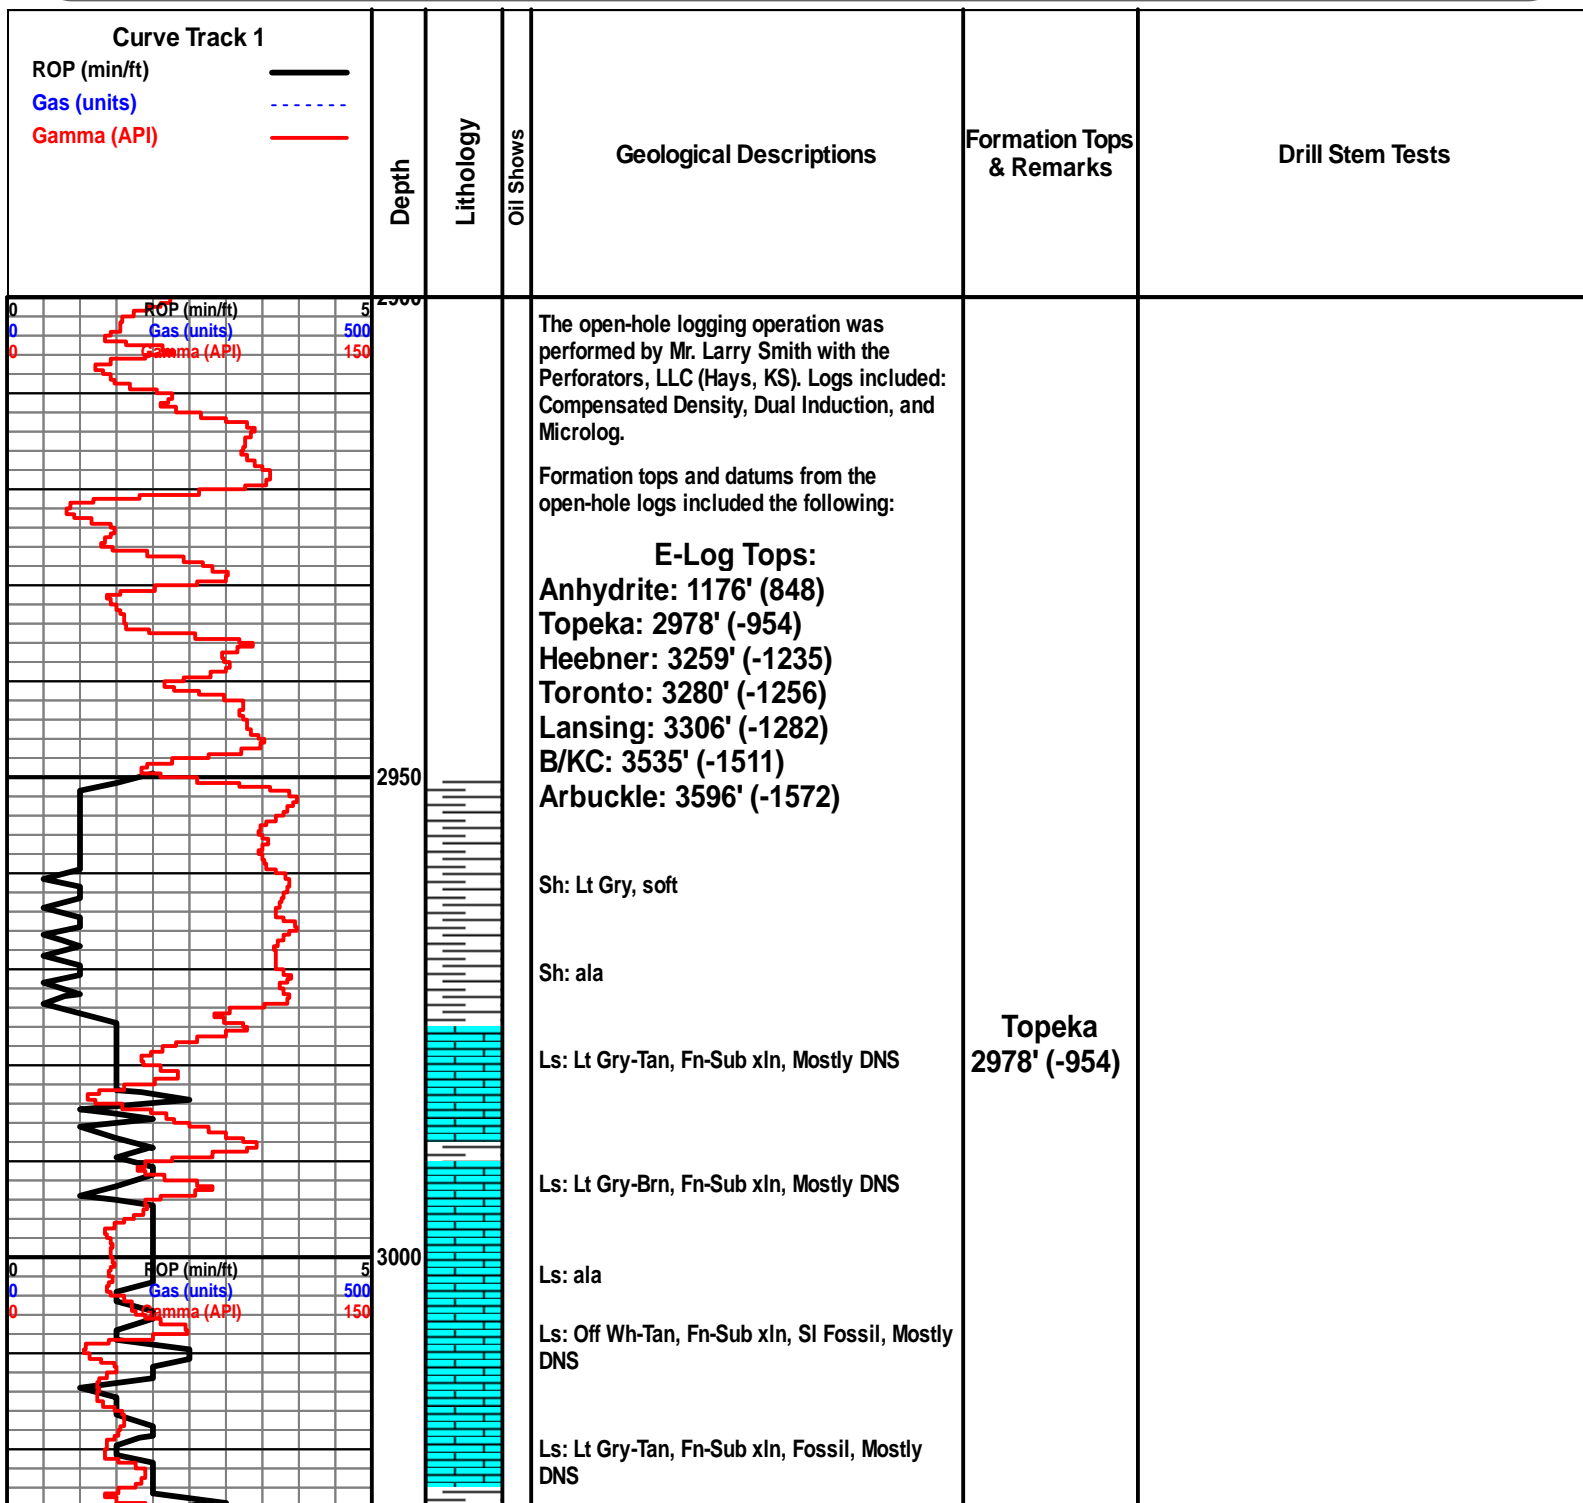 Curve Track 1
ROP (min/ft)
Gas (units)
Gamma (API)
Depth
Lithology
Oil Shows
Geological Descriptions
Formation Tops
& Remarks
Drill Stem Tests
0 ROP (min/ft) 5
0 Gas (units) 500
0 Gamma (API) 150
2900
The open-hole logging operation was
performed by Mr. Larry Smith with the
Perforators, LLC (Hays, KS). Logs included:
Compensated Density, Dual Induction, and
Microlog.
Formation tops and datums from the
open-hole logs included the following:
E-Log Tops:
Anhydrite: 1176' (848)
Topeka: 2978' (-954)
Heebner: 3259' (-1235)
Toronto: 3280' (-1256)
Lansing: 3306' (-1282)
B/KC: 3535' (-1511)
Arbuckle: 3596' (-1572)
2950
Sh: Lt Gry, soft
Sh: ala
Topeka
2978' (-954)
Ls: Lt Gry-Tan, Fn-Sub xln, Mostly DNS
Ls: Lt Gry-Brn, Fn-Sub xln, Mostly DNS
3000
0 ROP (min/ft) 5
0 Gas (units) 500
0 Gamma (API) 150
Ls: ala
Ls: Off Wh-Tan, Fn-Sub xln, Sl Fossil, Mostly
DNS
Ls: Lt Gry-Tan, Fn-Sub xln, Fossil, Mostly
DNS